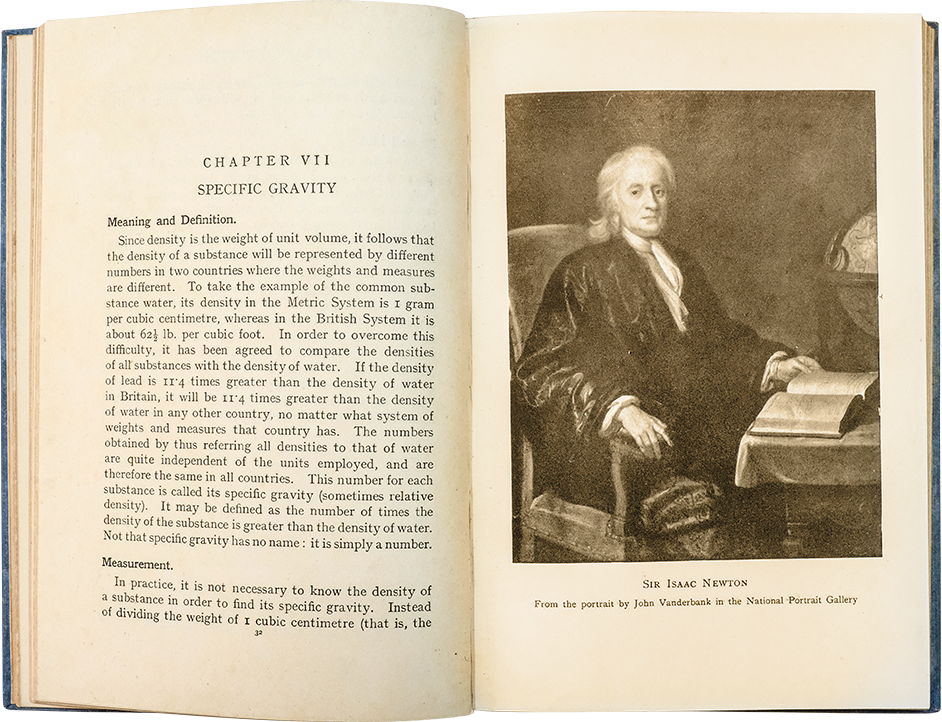 CHAPTER VII
SPECIFIC GRAVITY
Meaning and Definition.
Since density is the weight of unit volume, it follows that
the density of a substance will be represented by different
numbers in two countries where the weights and measures
are different. To take the example of the common sub-
stance water, its density in the Metric System is 1 gram
per cubic centimetre, whereas in the British System it is
about 62½ lb. per cubic foot. In order to overcome this
difficulty, it has been agreed to compare the densities
of all substances with the density of water. If the density
of lead is 11·4 times greater than the density of water
in Britain, it will be 11·4 times greater than the density
of water in any other country, no matter what system of
weights and measures that country has. The numbers
obtained by thus referring all densities to that of water
are quite independent of the units employed, and are
therefore the same in all countries. This number for each
substance is called its specific gravity (sometimes relative
density). It may be defined as the number of times the
density of the substance is greater than the density of water.
Not that specific gravity has no name : it is simply a number.
Measurement.
In practice, it is not necessary to know the density of
a substance in order to find its specific gravity. Instead
of dividing the weight of 1 cubic centimetre (that is, the
32
SIR ISAAC NEWTON
From the portrait by John Vanderbank in the National Portrait Gallery